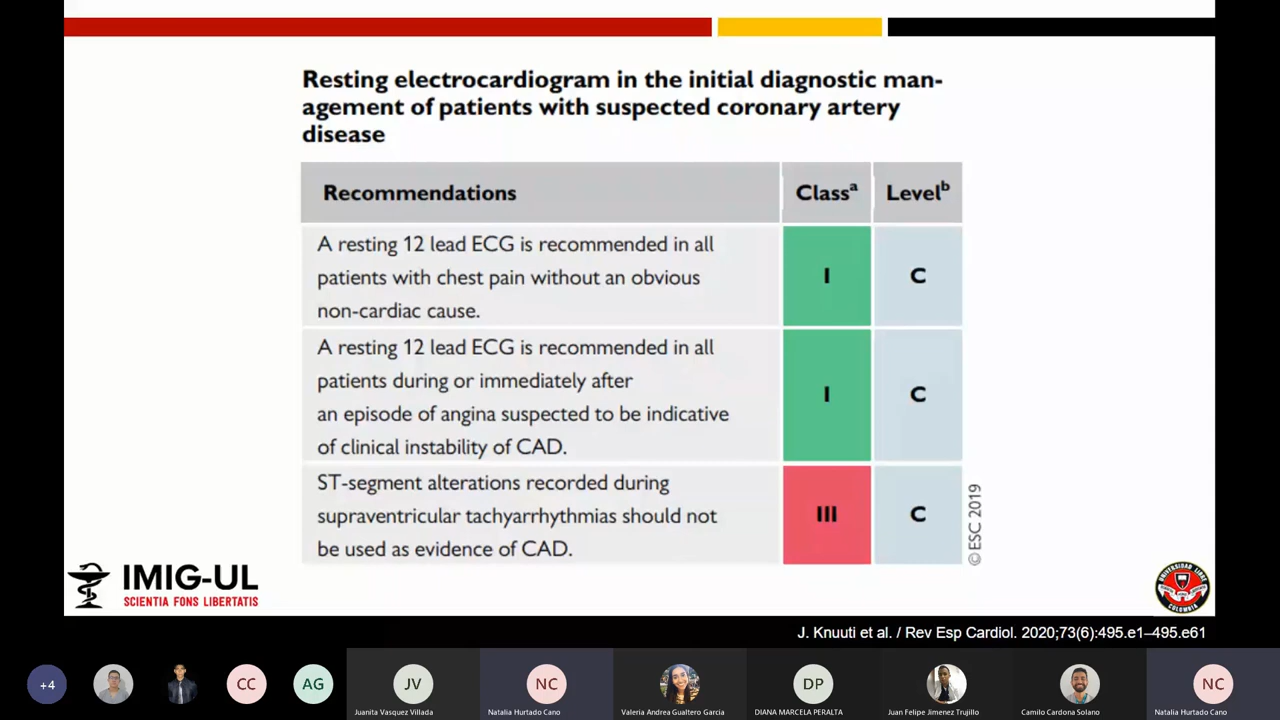 Resting electrocardiogram in the initial diagnostic man-
agement of patients with suspected coronary artery
disease
Recommendations Classᵃ Levelᵇ
A resting 12 lead ECG is recommended in all
patients with chest pain without an obvious
non-cardiac cause.
I C
A resting 12 lead ECG is recommended in all
patients during or immediately after
an episode of angina suspected to be indicative
of clinical instability of CAD.
I C
ST-segment alterations recorded during
supraventricular tachyarrhythmias should not
be used as evidence of CAD.
III C
©ESC 2019
IMIG-UL
SCIENTIA FONS LIBERTATIS
UNIVERSIDAD LIBRE
COLOMBIA
J. Knuuti et al. / Rev Esp Cardiol. 2020;73(6):495.e1–495.e61
+4 CC AG JV NC DP NC
Juanita Vasquez Villada Natalia Hurtado Cano Valeria Andrea Gualtero Garcia DIANA MARCELA PERALTA Juan Felipe Jimenez Trujillo Camilo Cardona Solano Natalia Hurtado Cano